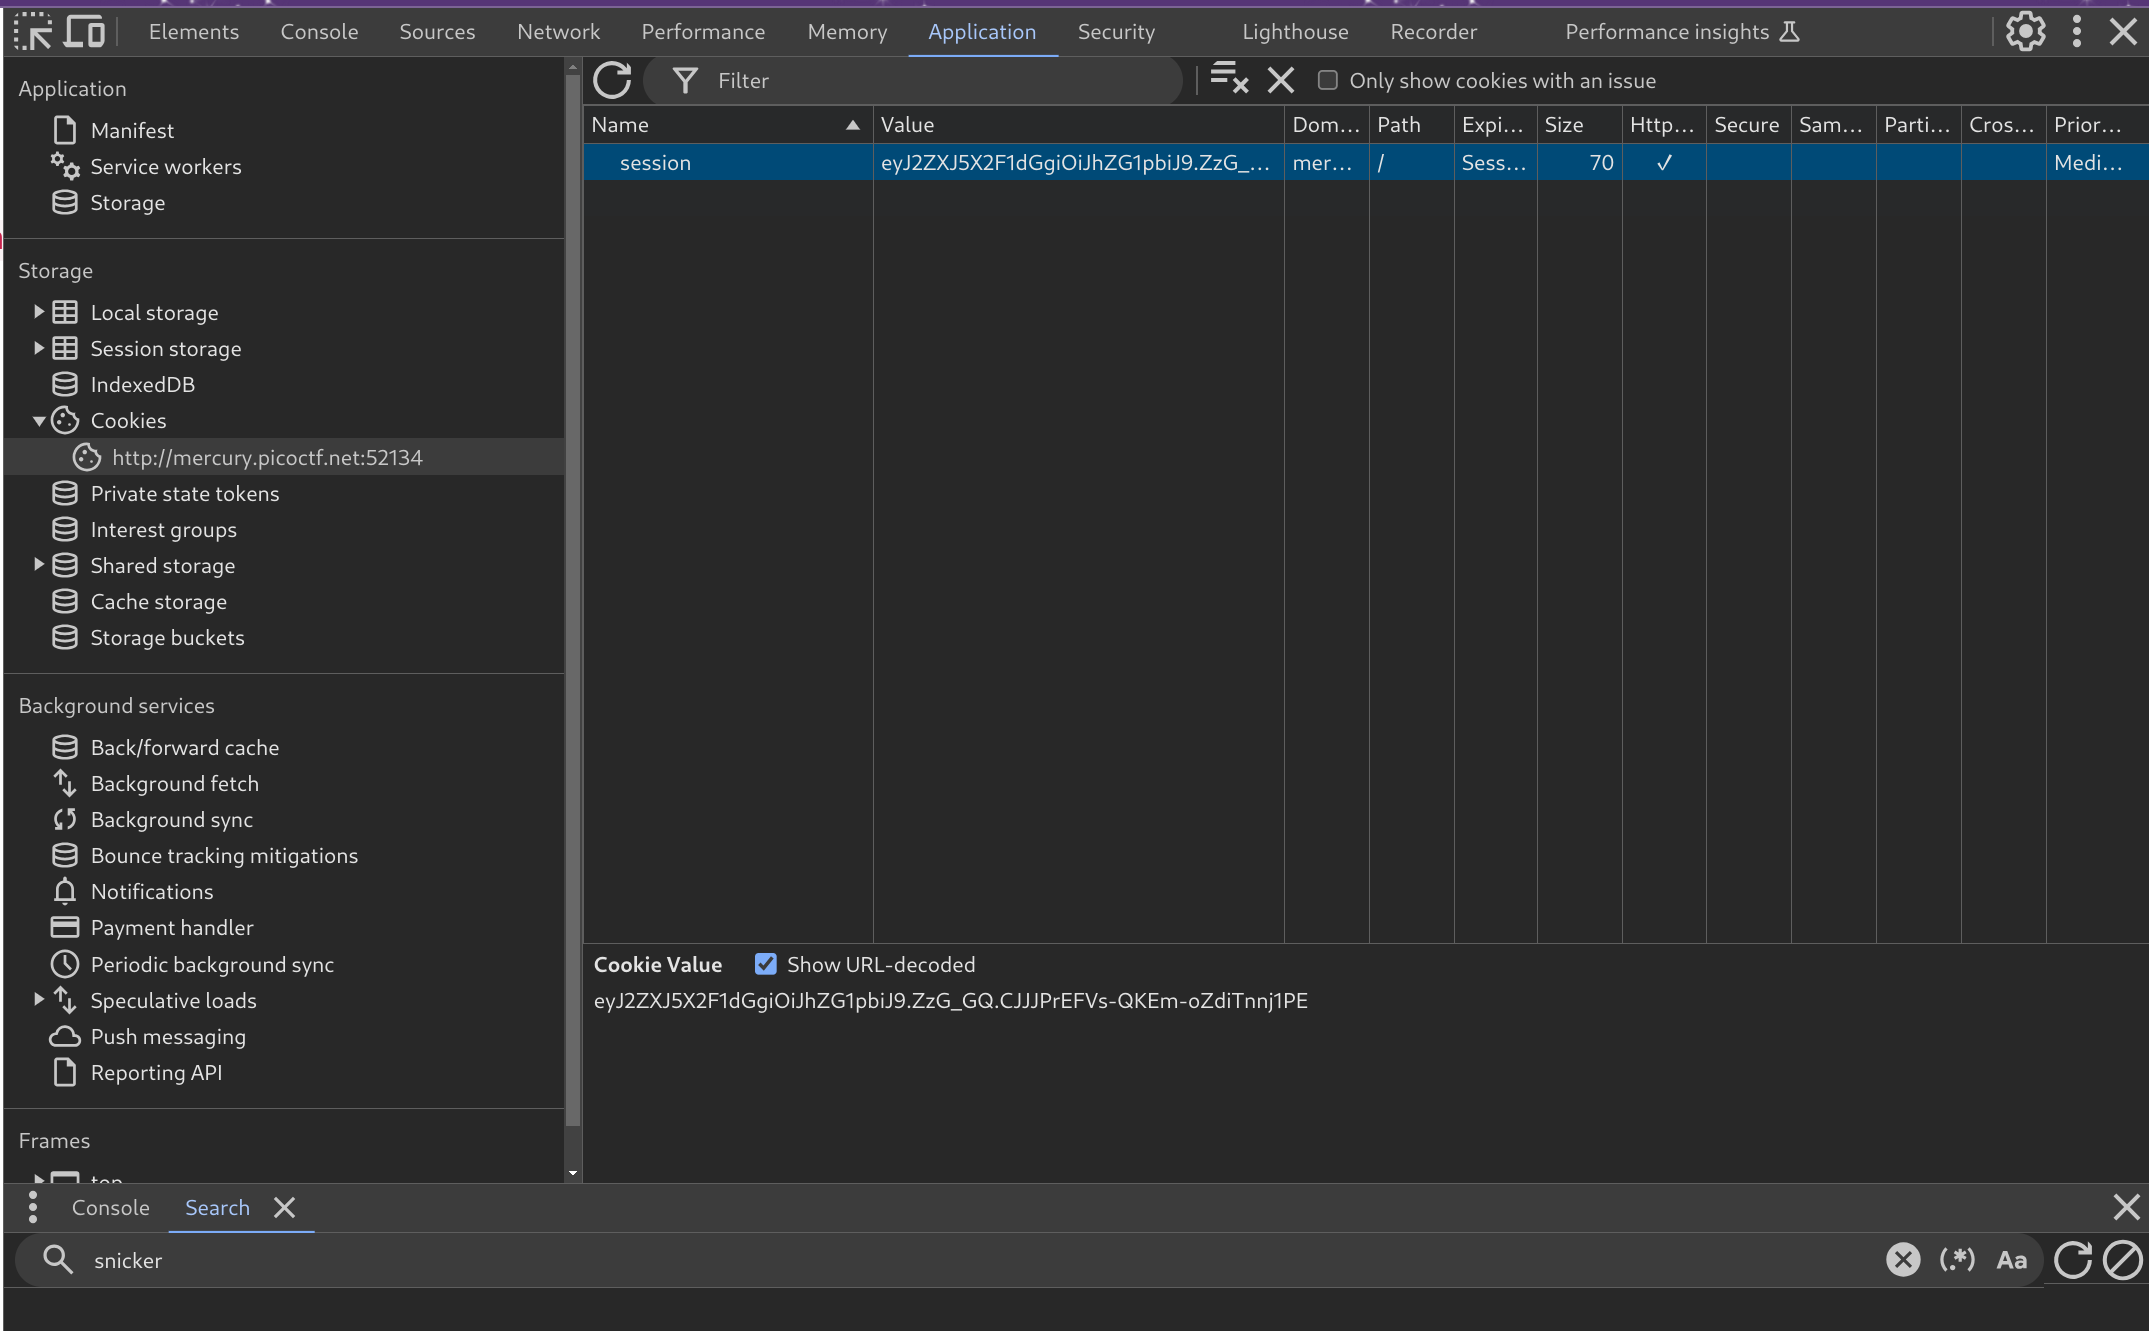 Elements Console Sources Network Performance Memory Application Security Lighthouse Recorder Performance insights
Application
Manifest
Service workers
Storage
Storage
Local storage
Session storage
IndexedDB
Cookies
http://mercury.picoctf.net:52134
Private state tokens
Interest groups
Shared storage
Cache storage
Storage buckets
Background services
Back/forward cache
Background fetch
Background sync
Bounce tracking mitigations
Notifications
Payment handler
Periodic background sync
Speculative loads
Push messaging
Reporting API
Frames
top
Filter Only show cookies with an issue
Name Value Dom... Path Expi... Size Http... Secure Sam... Parti... Cros... Prior...
session eyJ2ZXJ5X2F1dGgiOiJhZG1pbiJ9.ZzG_... mer... / Sess... 70 ✓ Medi...
Cookie Value Show URL-decoded
eyJ2ZXJ5X2F1dGgiOiJhZG1pbiJ9.ZzG_GQ.CJJJPrEFVs-QKEm-oZdiTnnj1PE
Console Search
snicker (.*) Aa